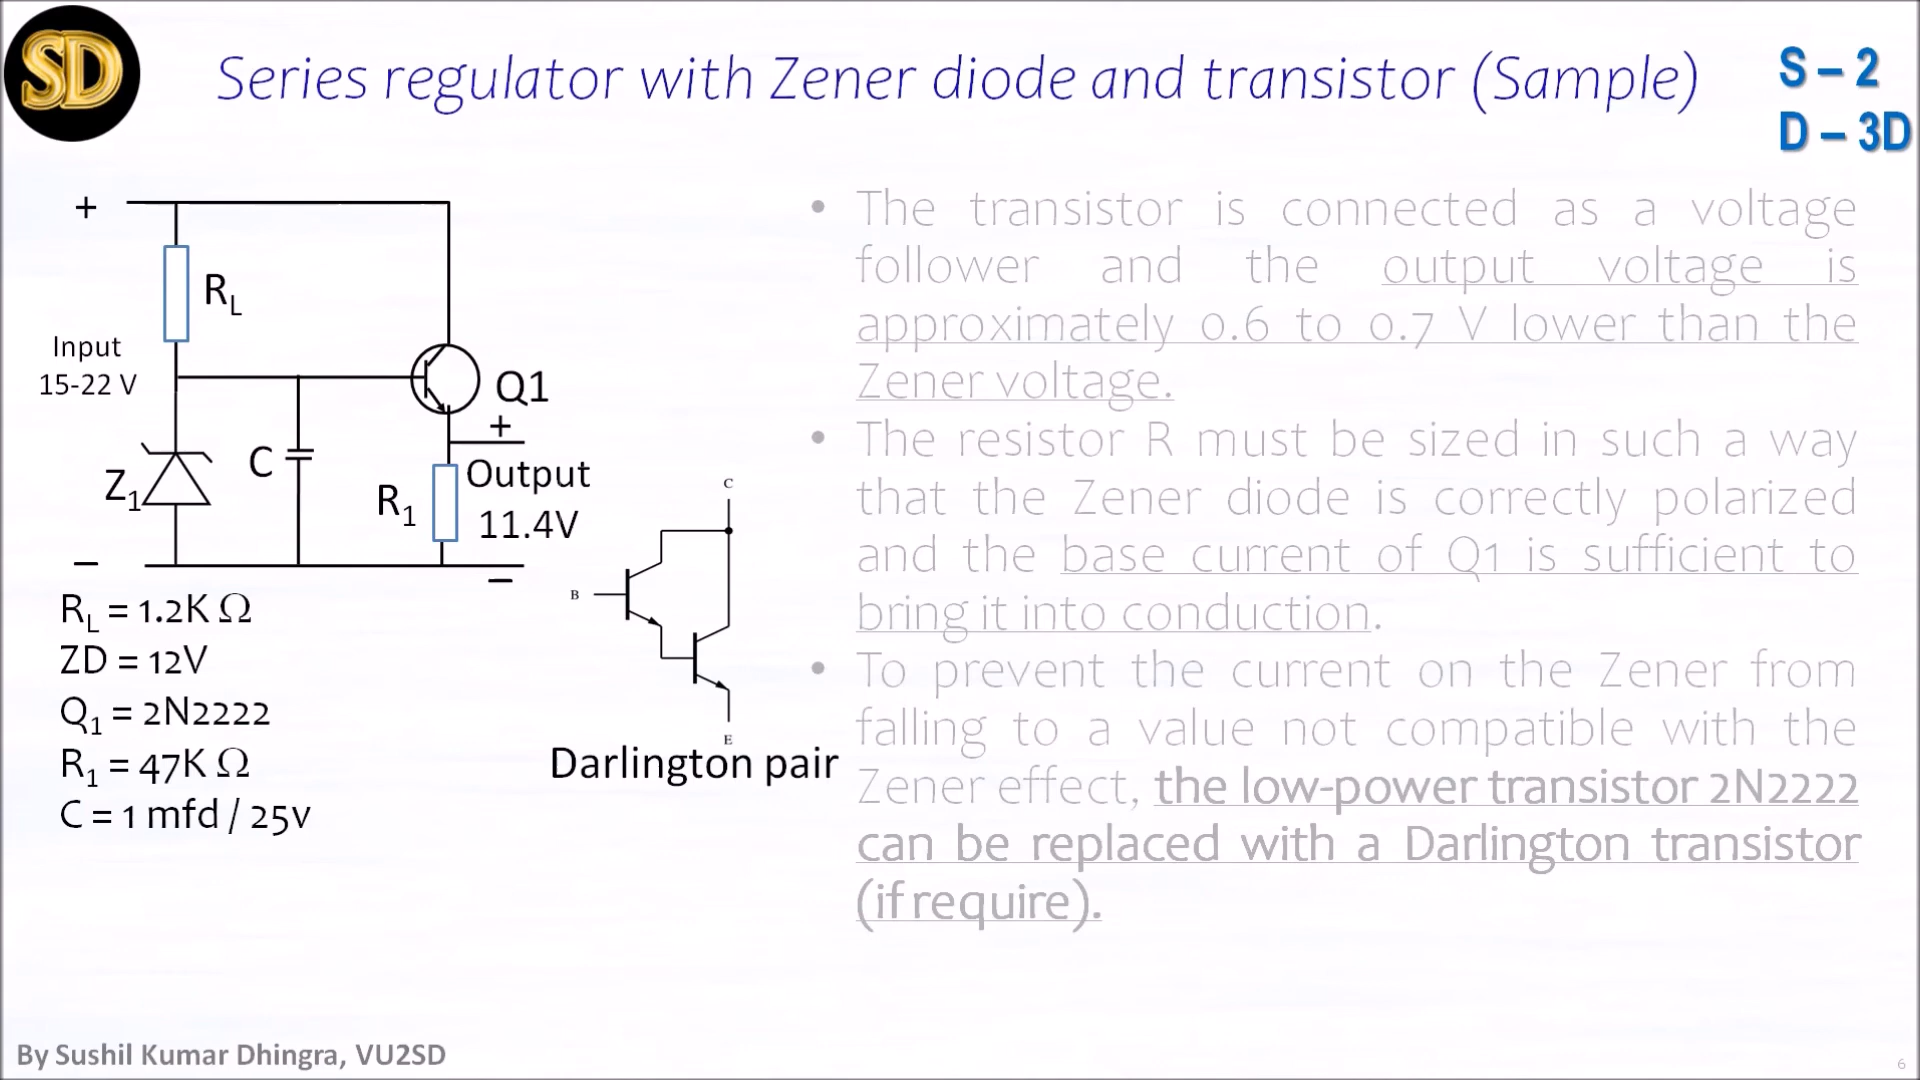 SD
Series regulator with Zener diode and transistor (Sample)
S – 2
D – 3D
+
R_L
Input
15-22 V
Q1
+
Z₁
C
R₁
Output
11.4V
–
–
R_L = 1.2K Ω
ZD = 12V
Q₁ = 2N2222
R₁ = 47K Ω
C = 1 mfd / 25v
C
B
E
Darlington pair
• The transistor is connected as a voltage
follower and the output voltage is
approximately 0.6 to 0.7 V lower than the
Zener voltage.
• The resistor R must be sized in such a way
that the Zener diode is correctly polarized
and the base current of Q1 is sufficient to
bring it into conduction.
• To prevent the current on the Zener from
falling to a value not compatible with the
Zener effect, the low-power transistor 2N2222
can be replaced with a Darlington transistor
(if require).
By Sushil Kumar Dhingra, VU2SD
6